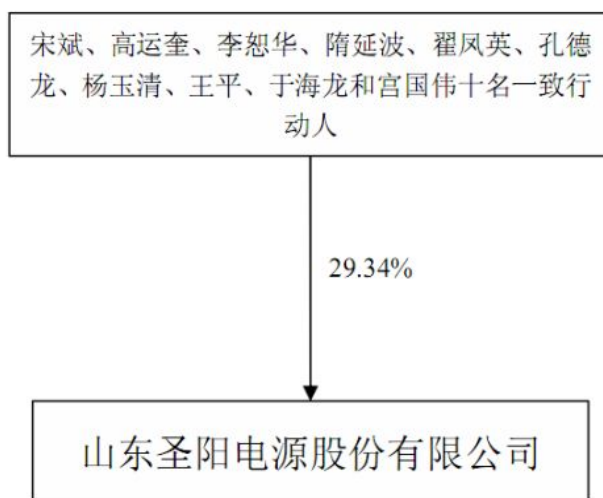 宋斌、高运奎、李恕华、隋延波、翟凤英、孔德
龙、杨玉清、王平、于海龙和宫国伟十名一致行
动人
29.34%
山东圣阳电源股份有限公司